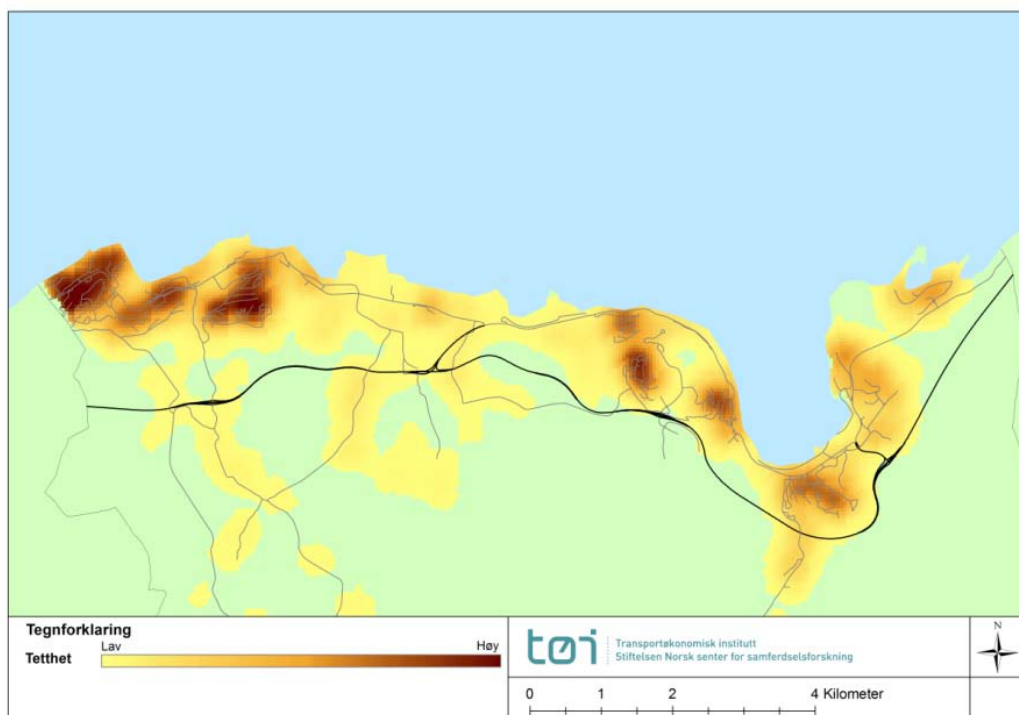 Tegnforklaring
Lav
Høy
Tetthet
tøi
Transportøkonomisk institutt
Stiftelsen Norsk senter for samferdselsforskning
N
0 1 2 4 Kilometer